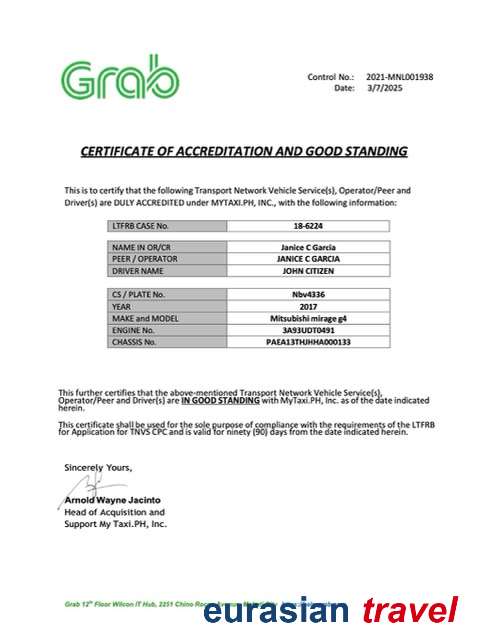 Grab
Control No.: 2021-MNL001938
Date: 3/7/2025
CERTIFICATE OF ACCREDITATION AND GOOD STANDING
This is to certify that the following Transport Network Vehicle Service(s), Operator/Peer and
Driver(s) are DULY ACCREDITED under MYTAXI.PH, INC., with the following information:
LTFRB CASE No. 18-6224
NAME IN OR/CR Janice C Garcia
PEER / OPERATOR JANICE C GARCIA
DRIVER NAME JOHN CITIZEN
CS / PLATE No. Nbv4336
YEAR 2017
MAKE and MODEL Mitsubishi mirage g4
ENGINE No. 3A93UDT0491
CHASSIS No. PAEA13THJHHA000133
This further certifies that the above-mentioned Transport Network Vehicle Service(s),
Operator/Peer and Driver(s) are IN GOOD STANDING with MyTaxi.PH, Inc. as of the date indicated
herein.
This certificate shall be used for the sole purpose of compliance with the requirements of the LTFRB
for Application for TNVS CPC and is valid for ninety (90) days from the date indicated herein.
Sincerely Yours,
Arnold Wayne Jacinto
Head of Acquisition and
Support My Taxi.PH, Inc.
Grab 12th Floor Wilcon IT Hub, 2251 Chino
eurasian travel